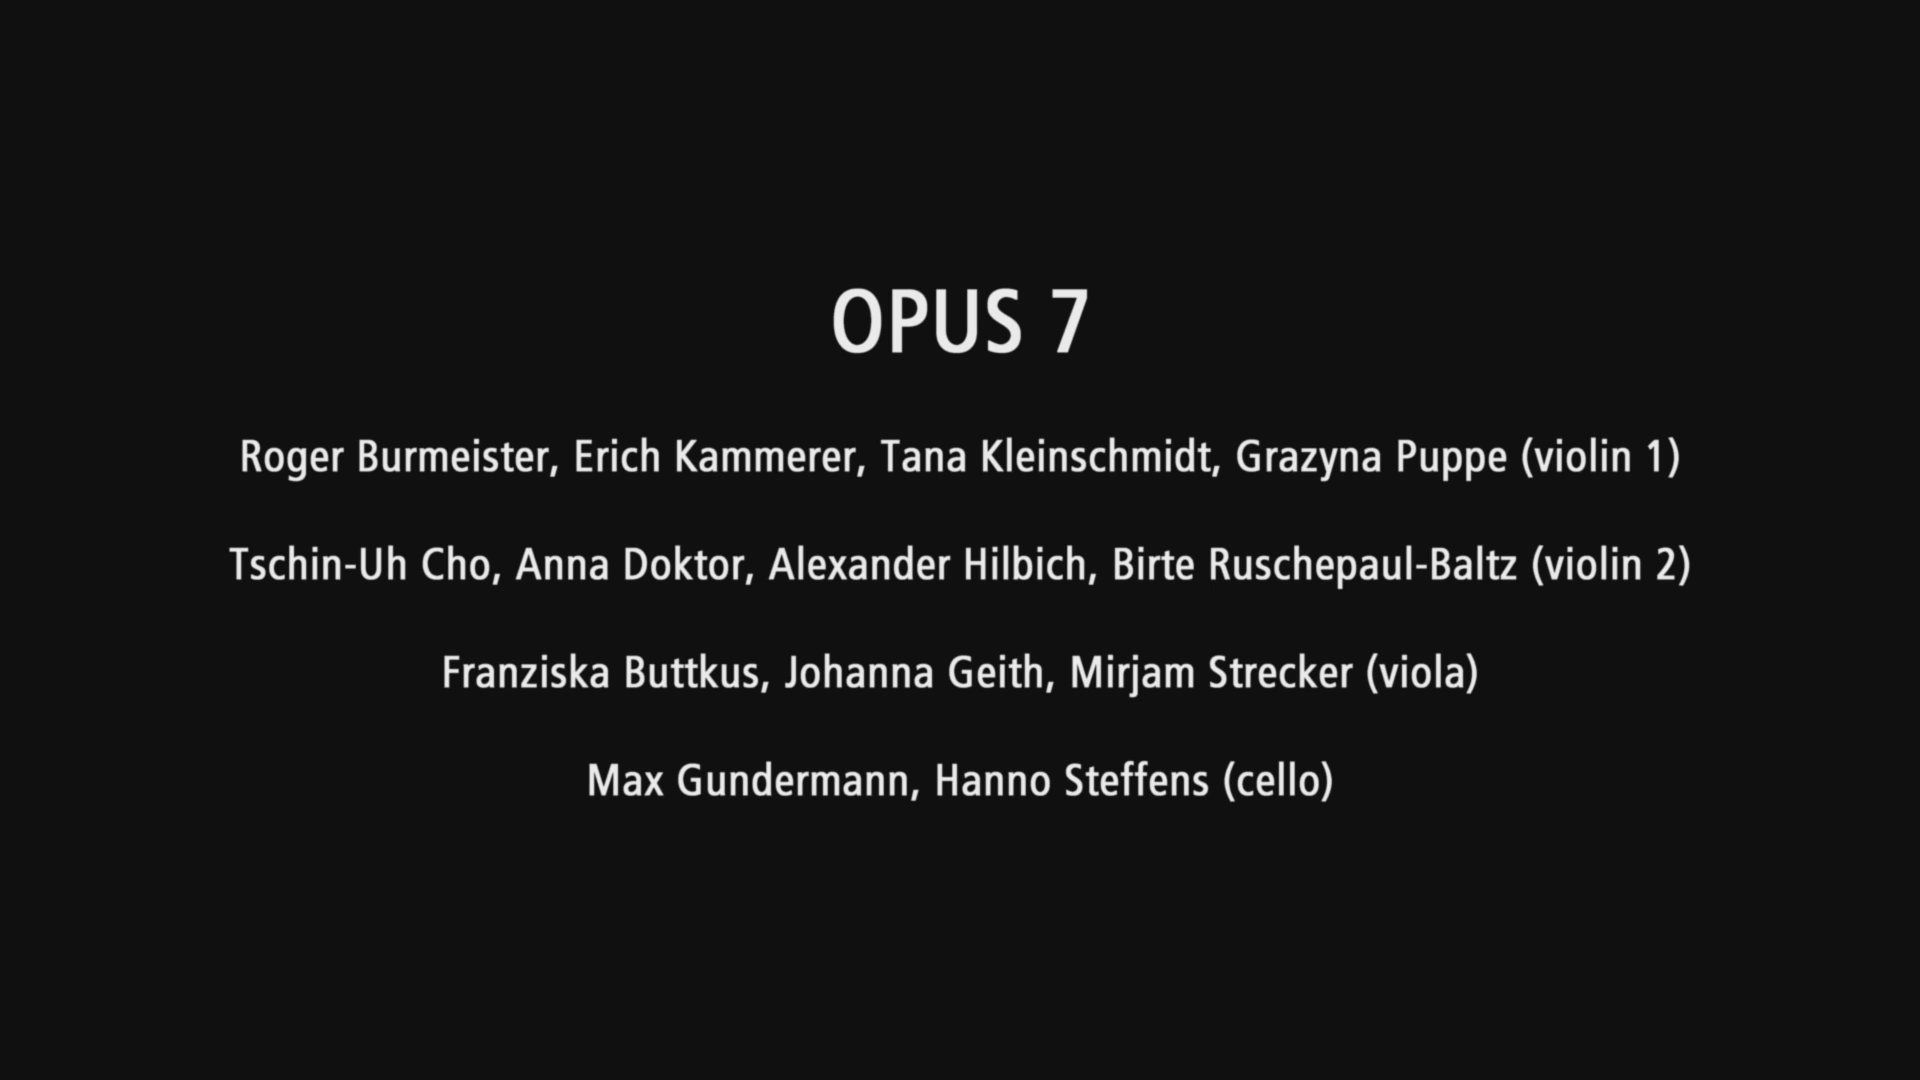 OPUS 7
Roger Burmeister, Erich Kammerer, Tana Kleinschmidt, Grazyna Puppe (violin 1)
Tschin-Uh Cho, Anna Doktor, Alexander Hilbich, Birte Ruschepaul-Baltz (violin 2)
Franziska Buttkus, Johanna Geith, Mirjam Strecker (viola)
Max Gundermann, Hanno Steffens (cello)